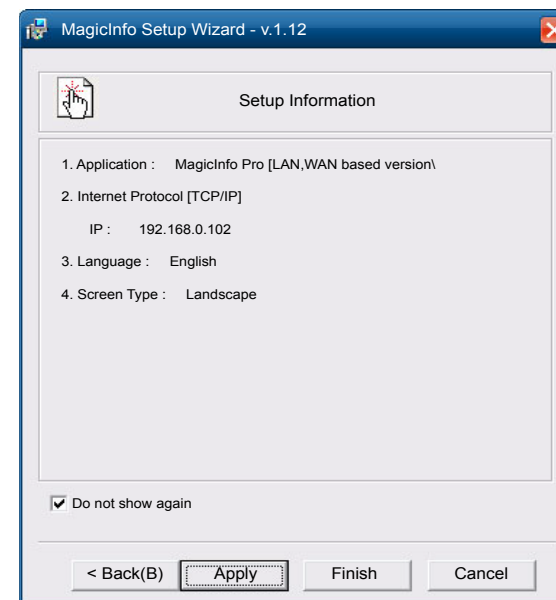 MagicInfo Setup Wizard - v.1.12
Setup Information
1. Application : MagicInfo Pro [LAN,WAN based version\
2. Internet Protocol [TCP/IP]
IP : 192.168.0.102
3. Language : English
4. Screen Type : Landscape
Do not show again
< Back(B) Apply Finish Cancel